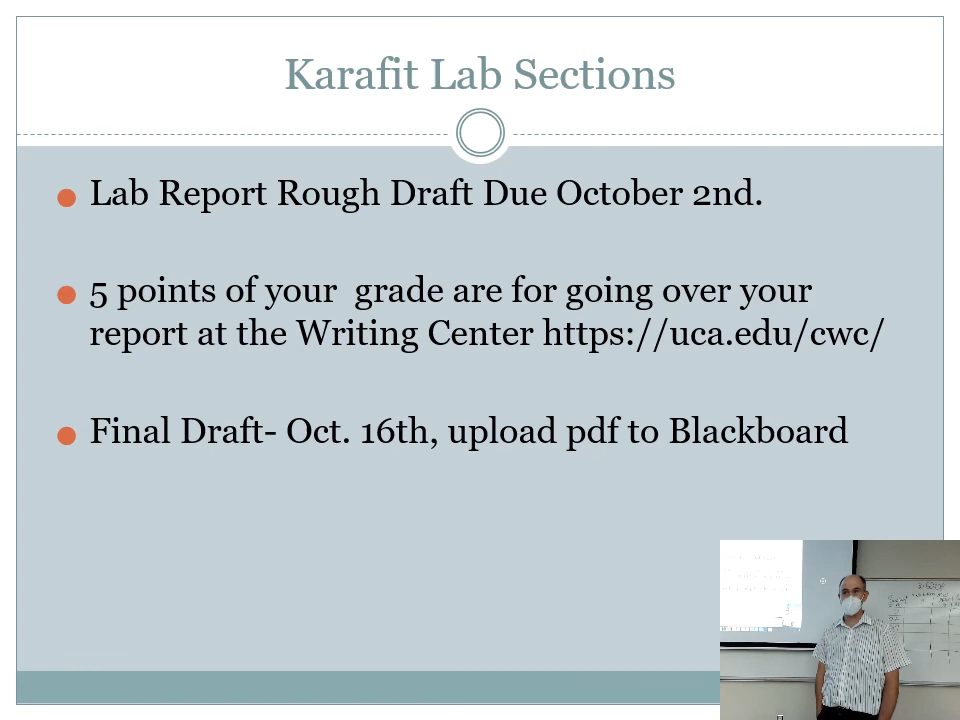 Karafit Lab Sections
Lab Report Rough Draft Due October 2nd.
5 points of your  grade are for going over your
report at the Writing Center https://uca.edu/cwc/
Final Draft- Oct. 16th, upload pdf to Blackboard